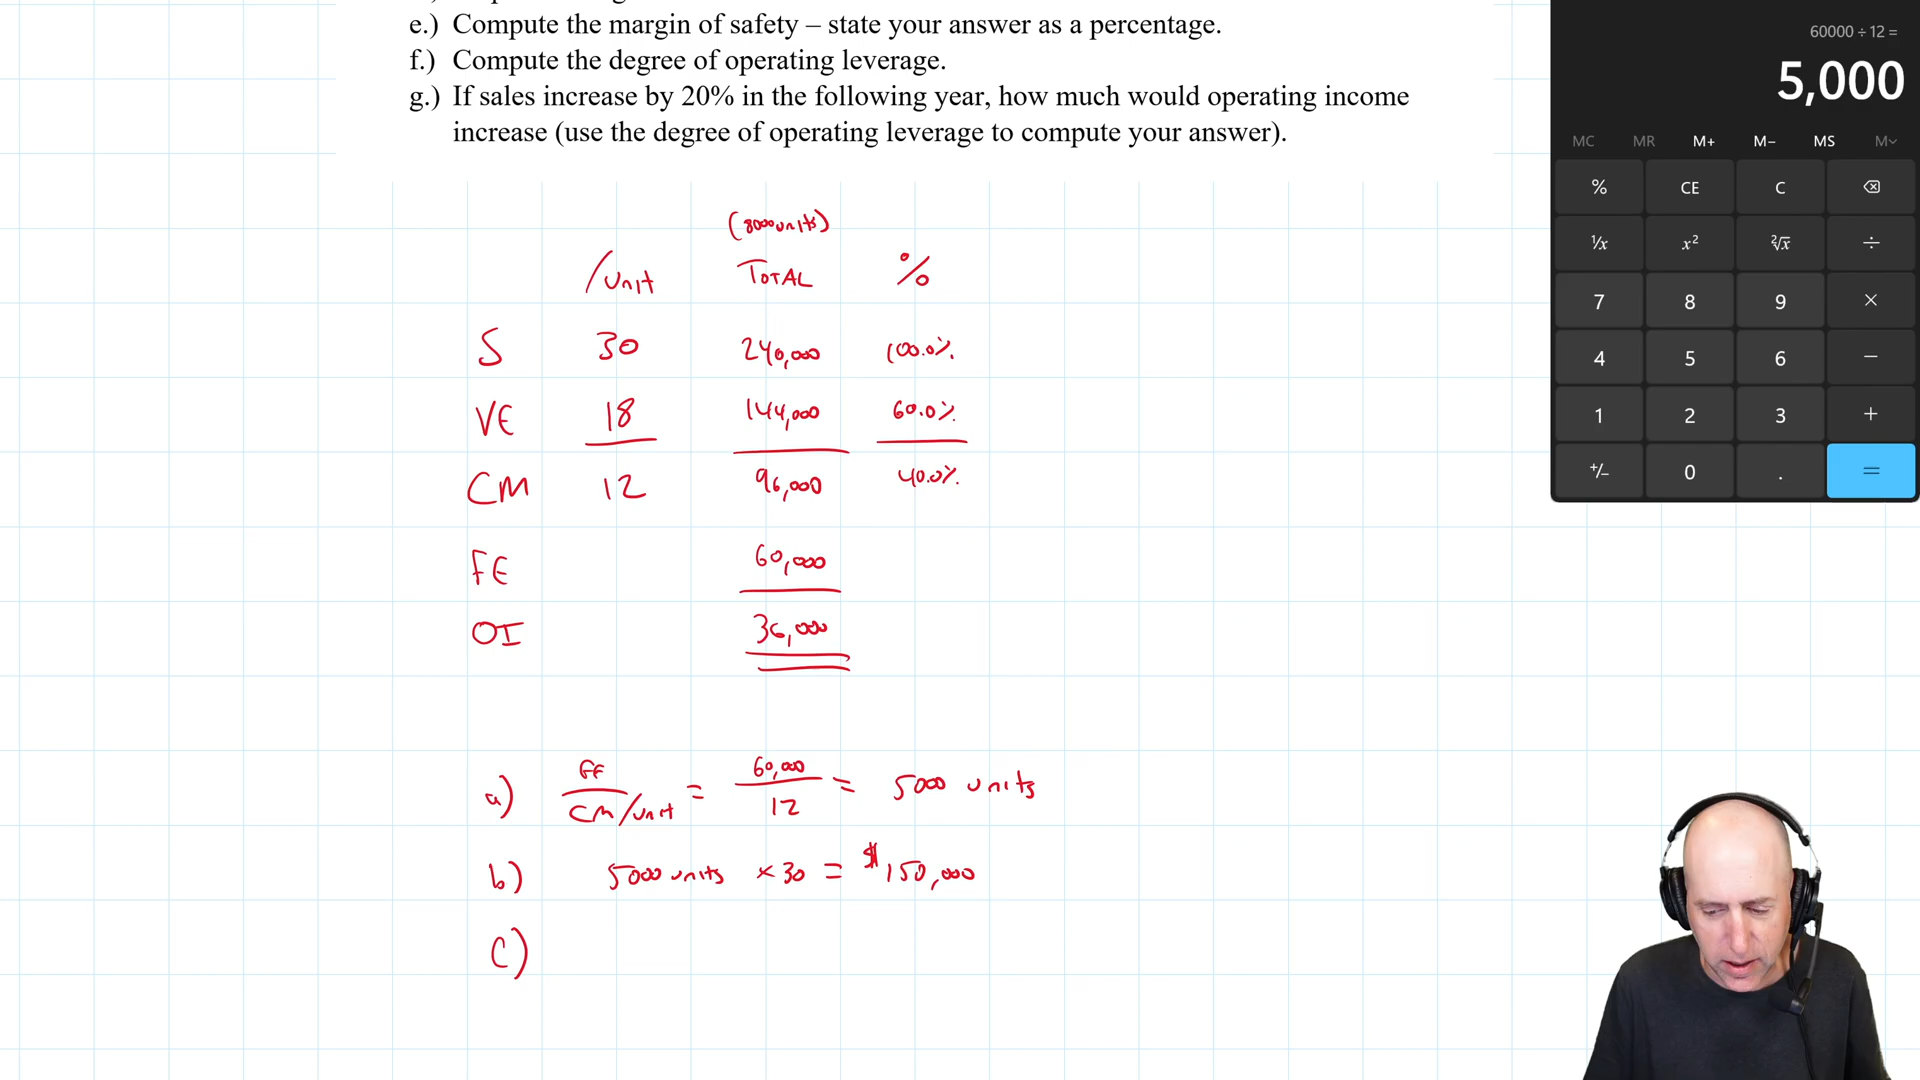 e.) Compute the margin of safety – state your answer as a percentage.
f.) Compute the degree of operating leverage.
g.) If sales increase by 20% in the following year, how much would operating income
increase (use the degree of operating leverage to compute your answer).
(8000 units)
/unit TOTAL %
S 30 240,000 100.0%
VE 18 144,000 60.0%
CM 12 96,000 40.0%
FE 60,000
OI 36,000
a) FE / CM/unit = 60,000 / 12 = 5000 units
b) 5000 units × 30 = $150,000
c)
60000 ÷ 12 =
5,000
MC MR M+ M− MS M˅
% CE C ⌫
1/x x² ²√x ÷
7 8 9 ×
4 5 6 −
1 2 3 +
+/− 0 . =